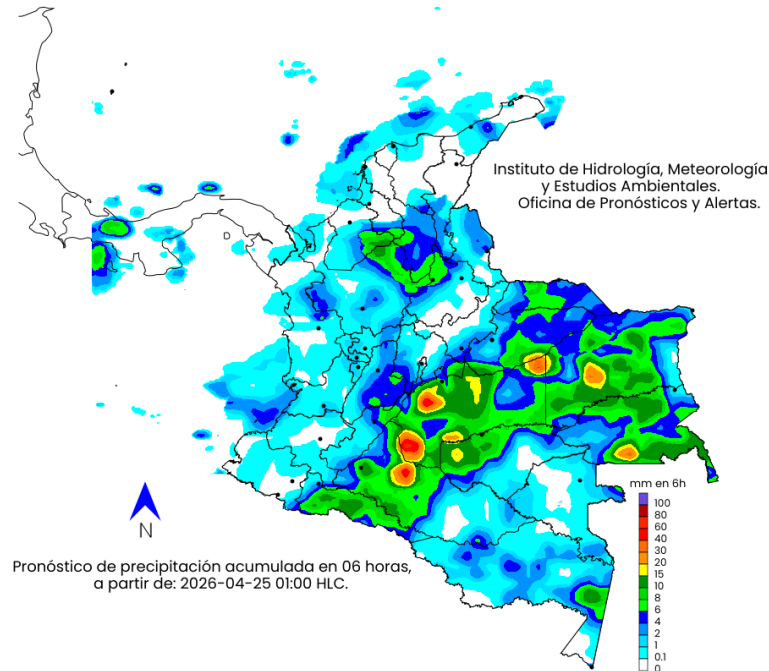 Instituto de Hidrología, Meteorología
y Estudios Ambientales.
Oficina de Pronósticos y Alertas.
mm en 6h
100
80
60
40
30
20
15
10
8
6
4
2
1
0.1
0
N
Pronóstico de precipitación acumulada en 06 horas,
a partir de: 2026-04-25 01:00 HLC.